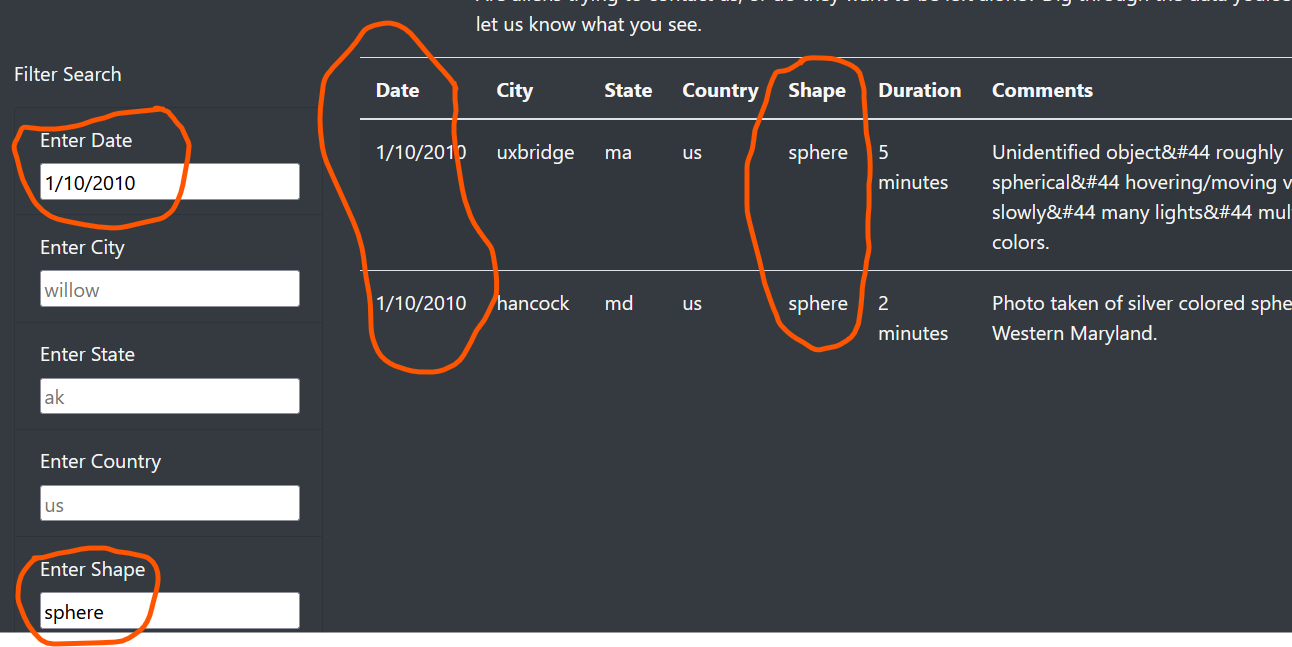 let us know what you see.
Filter Search
Enter Date
1/10/2010
Enter City
willow
Enter State
ak
Enter Country
us
Enter Shape
sphere
Date City State Country Shape Duration Comments
1/10/2010 uxbridge ma us sphere 5 Unidentified object&#44 roughly
minutes spherical&#44 hovering/moving
slowly&#44 many lights&#44
colors.
1/10/2010 hancock md us sphere 2 Photo taken of silver colored
minutes Western Maryland.